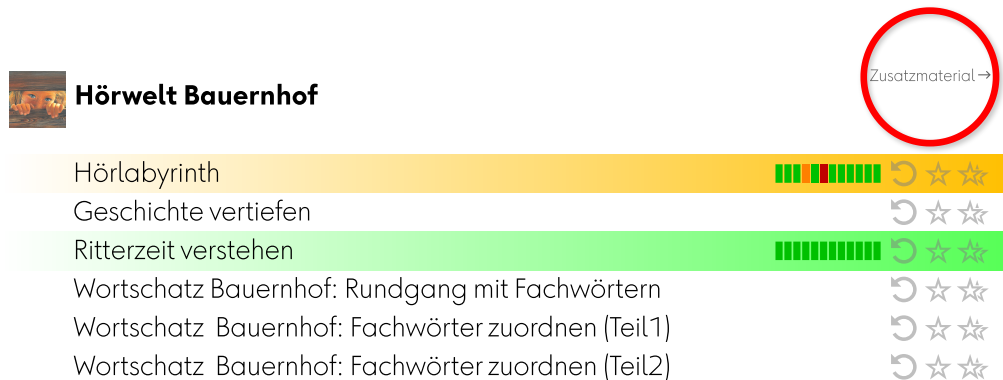 Zusatzmaterial →
Hörwelt Bauernhof
Hörlabyrinth
Geschichte vertiefen
Ritterzeit verstehen
Wortschatz Bauernhof: Rundgang mit Fachwörtern
Wortschatz  Bauernhof: Fachwörter zuordnen (Teil1)
Wortschatz  Bauernhof: Fachwörter zuordnen (Teil2)